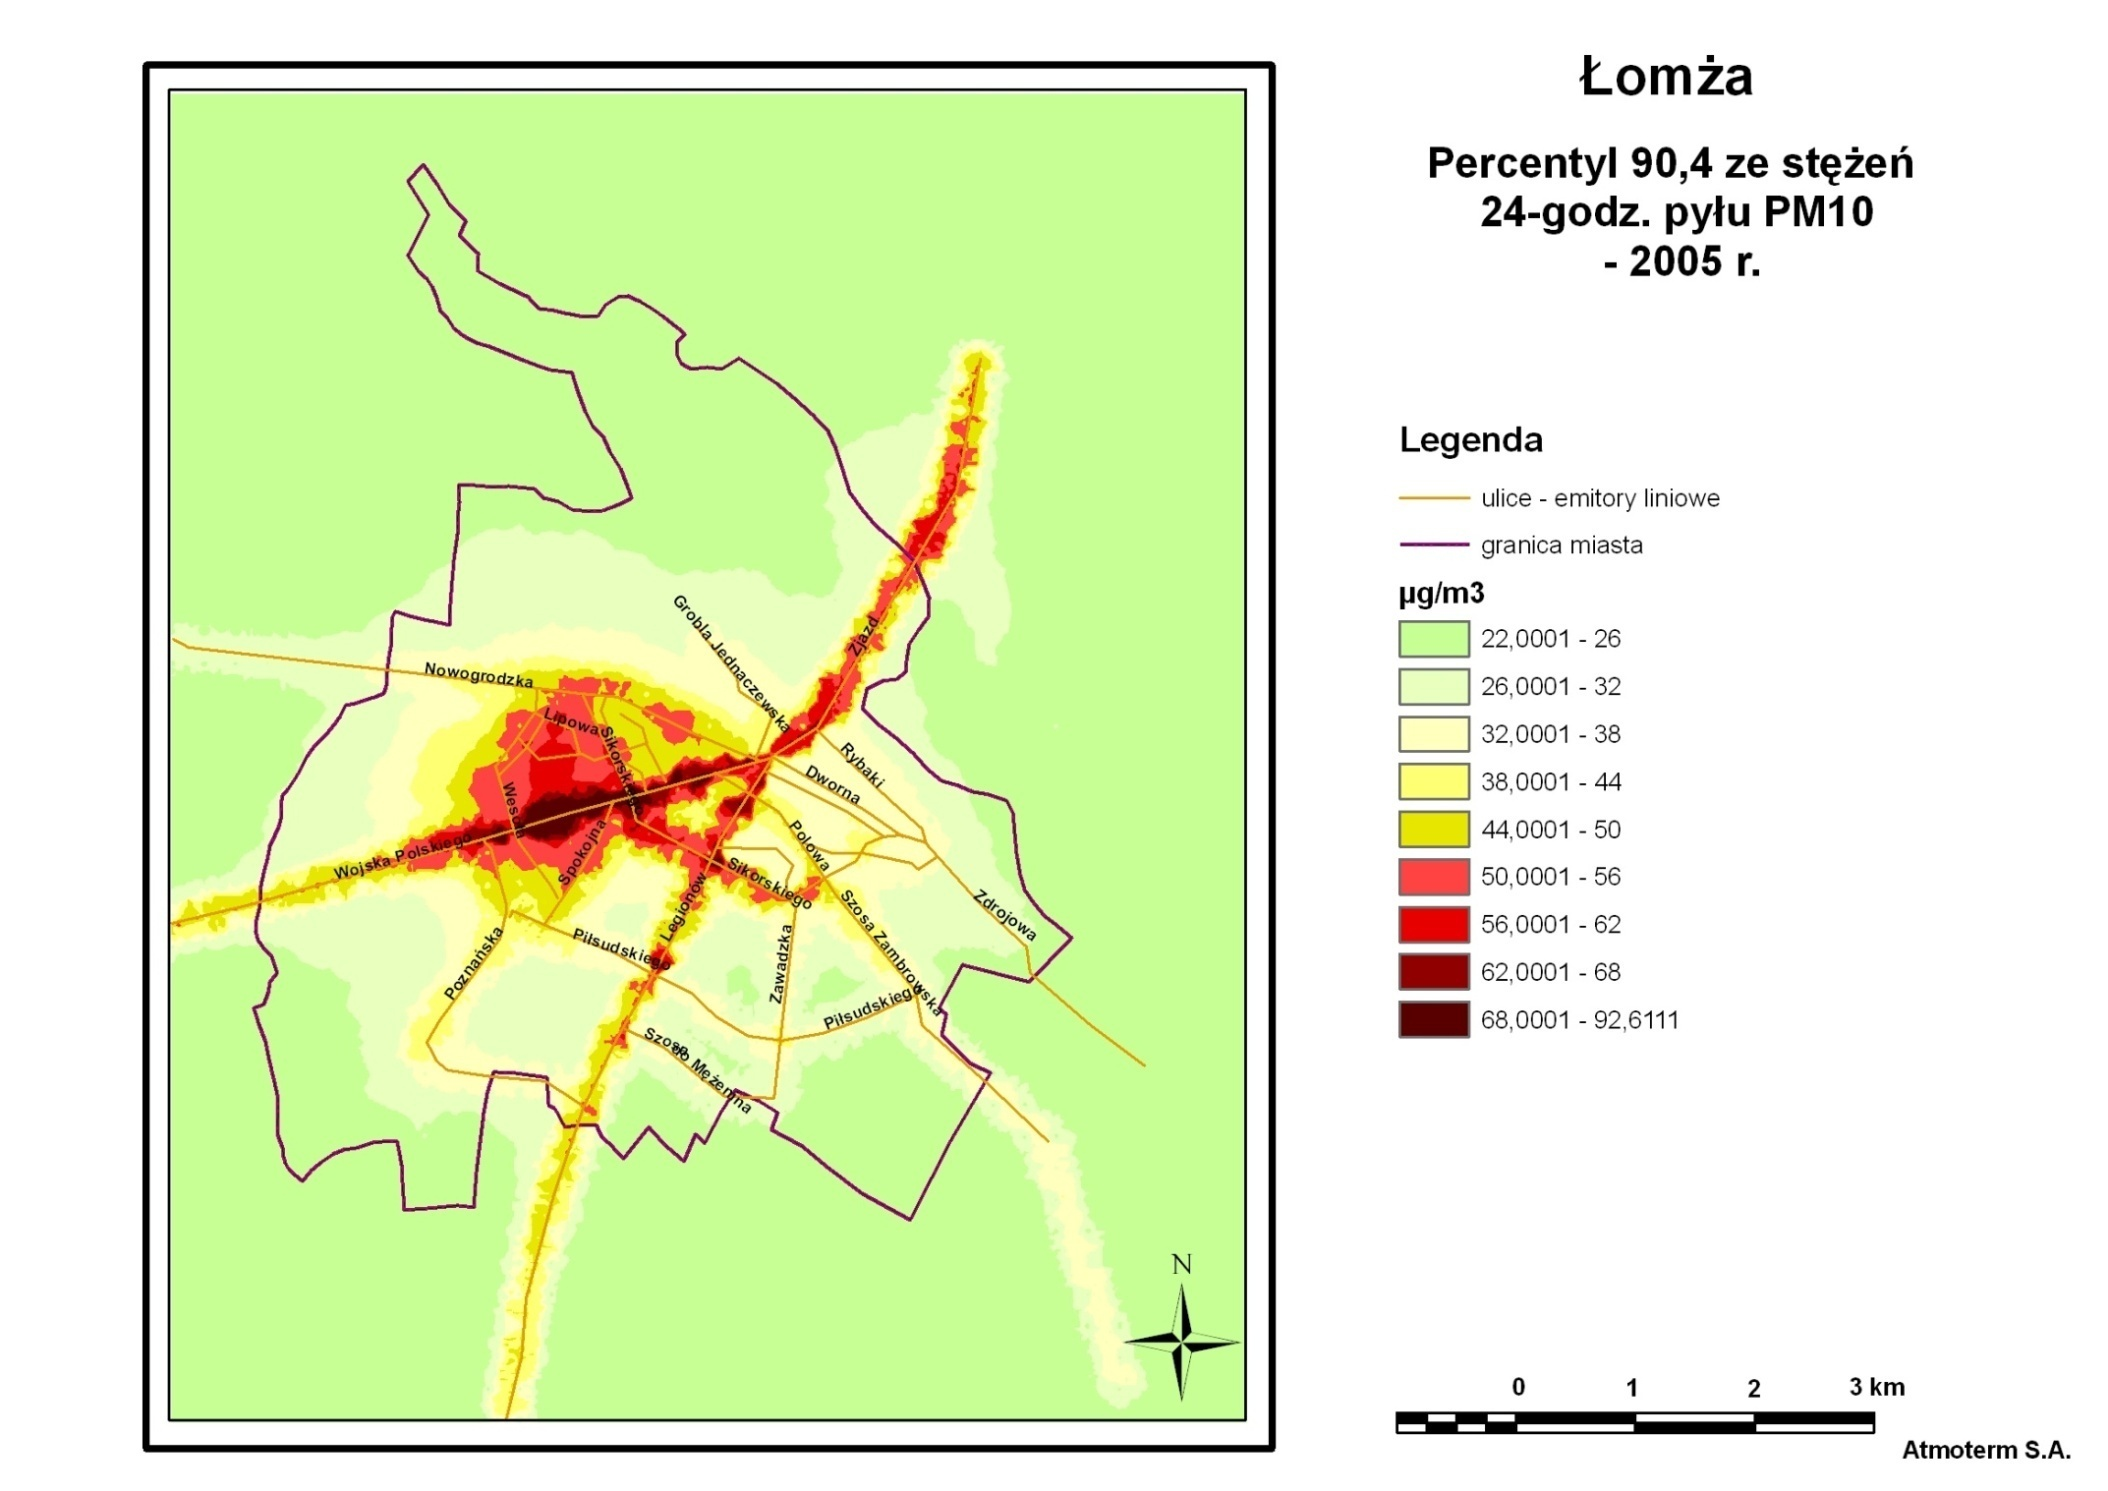 Łomża
Percentyl 90,4 ze stężeń
24-godz. pyłu PM10
- 2005 r.
Legenda
ulice - emitory liniowe
granica miasta
µg/m3
22,0001 - 26
26,0001 - 32
32,0001 - 38
38,0001 - 44
44,0001 - 50
50,0001 - 56
56,0001 - 62
62,0001 - 68
68,0001 - 92,6111
Grobla Jednaczewska
Zjazd
Nowogrodzka
Lipowa
Sikorskiego
Rybaki
Dworna
Wesoła
Polowa
Wojska Polskiego
Spokojna
Sikorskiego
Legionów
Szosa Zambrowska
Zdrojowa
Piłsudskiego
Poznańska
Zawadzka
Piłsudskiego
Szosa do Mężenina
N
0 1 2 3 km
Atmoterm S.A.